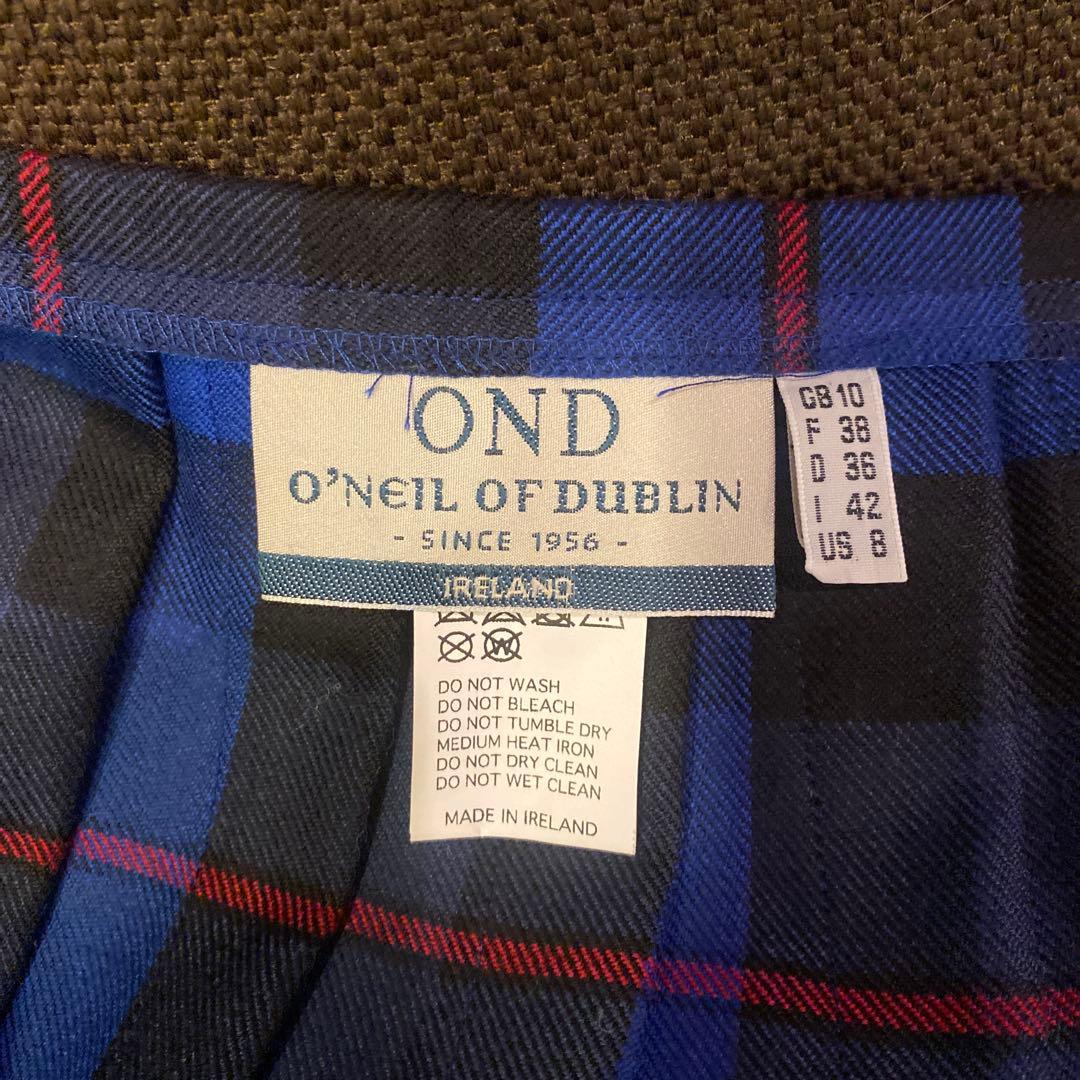 OND
O'NEIL OF DUBLIN
- SINCE 1956 -
IRELAND
GB 10
F 38
D 36
I 42
US 8
W
DO NOT WASH
DO NOT BLEACH
DO NOT TUMBLE DRY
MEDIUM HEAT IRON
DO NOT DRY CLEAN
DO NOT WET CLEAN
MADE IN IRELAND